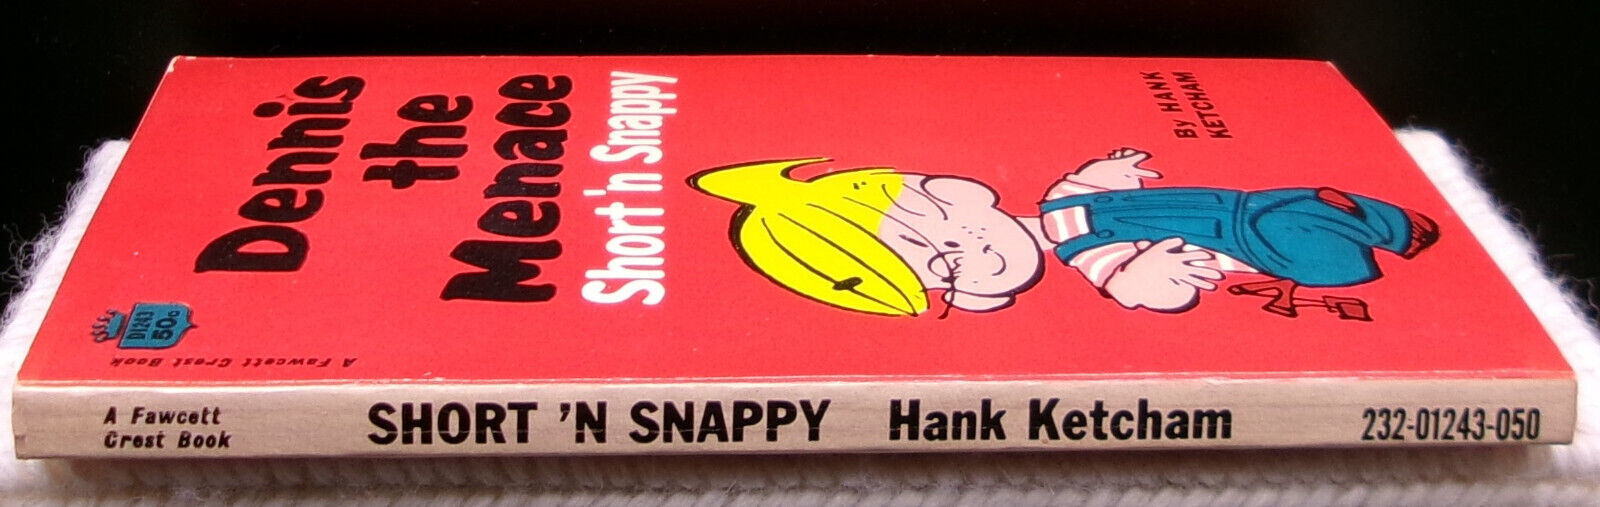 Dennis
the
Menace
Short 'n Snappy
By HANK
KETCHAM
D1243
50c
A Fawcett Crest Book
A Fawcett
Crest Book
SHORT 'N SNAPPY
Hank Ketcham
232-01243-050